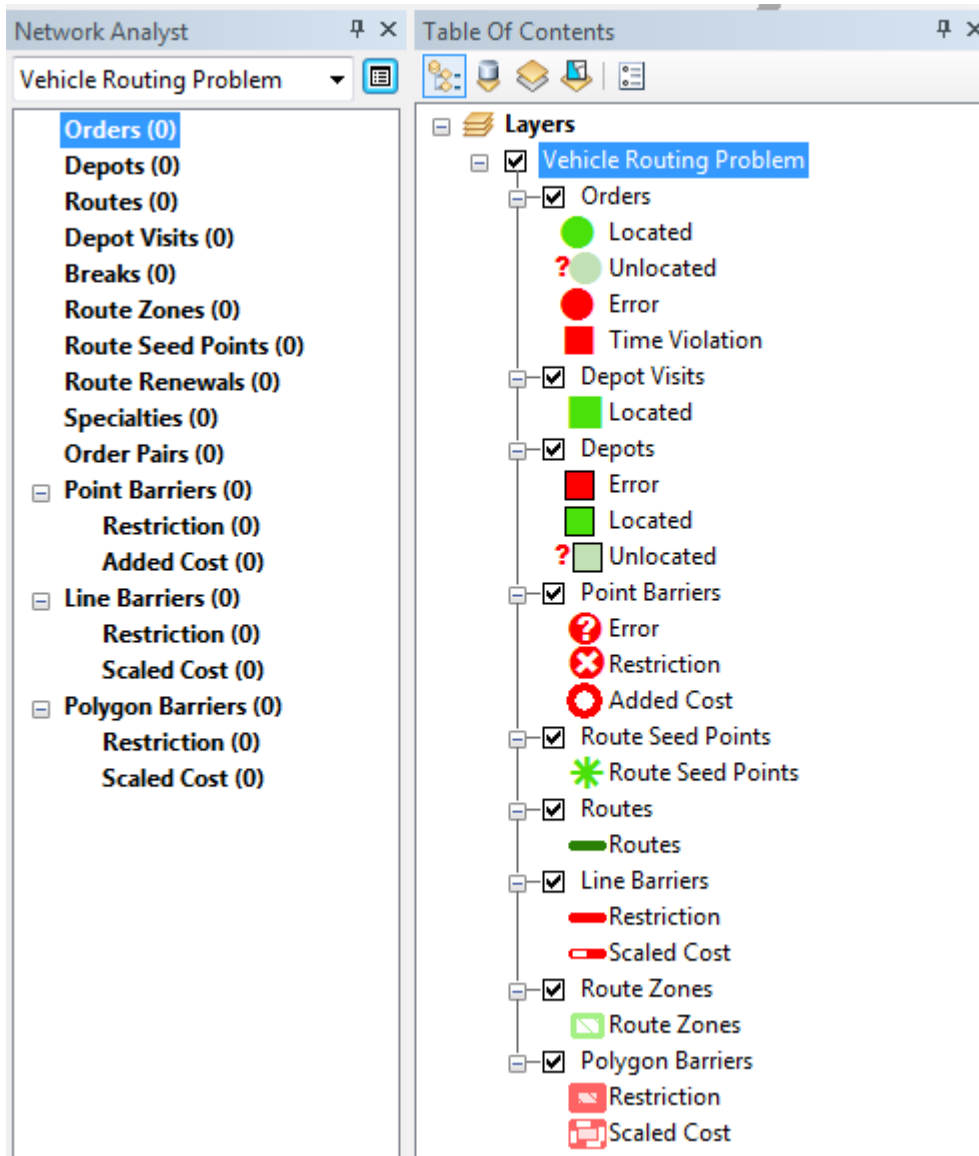 Network Analyst
Vehicle Routing Problem
Orders (0)
Depots (0)
Routes (0)
Depot Visits (0)
Breaks (0)
Route Zones (0)
Route Seed Points (0)
Route Renewals (0)
Specialties (0)
Order Pairs (0)
Point Barriers (0)
Restriction (0)
Added Cost (0)
Line Barriers (0)
Restriction (0)
Scaled Cost (0)
Polygon Barriers (0)
Restriction (0)
Scaled Cost (0)
Table Of Contents
Layers
Vehicle Routing Problem
Orders
Located
? Unlocated
Error
Time Violation
Depot Visits
Located
Depots
Error
Located
? Unlocated
Point Barriers
? Error
Restriction
Added Cost
Route Seed Points
Route Seed Points
Routes
Routes
Line Barriers
Restriction
Scaled Cost
Route Zones
Route Zones
Polygon Barriers
Restriction
Scaled Cost